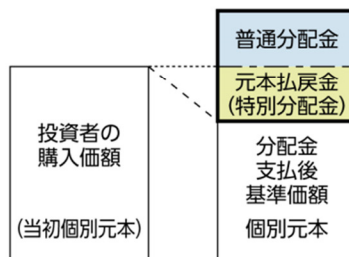 普通分配金
元本払戻金
(特別分配金)
投資者の
購入価額
(当初個別元本)
分配金
支払後
基準価額
個別元本